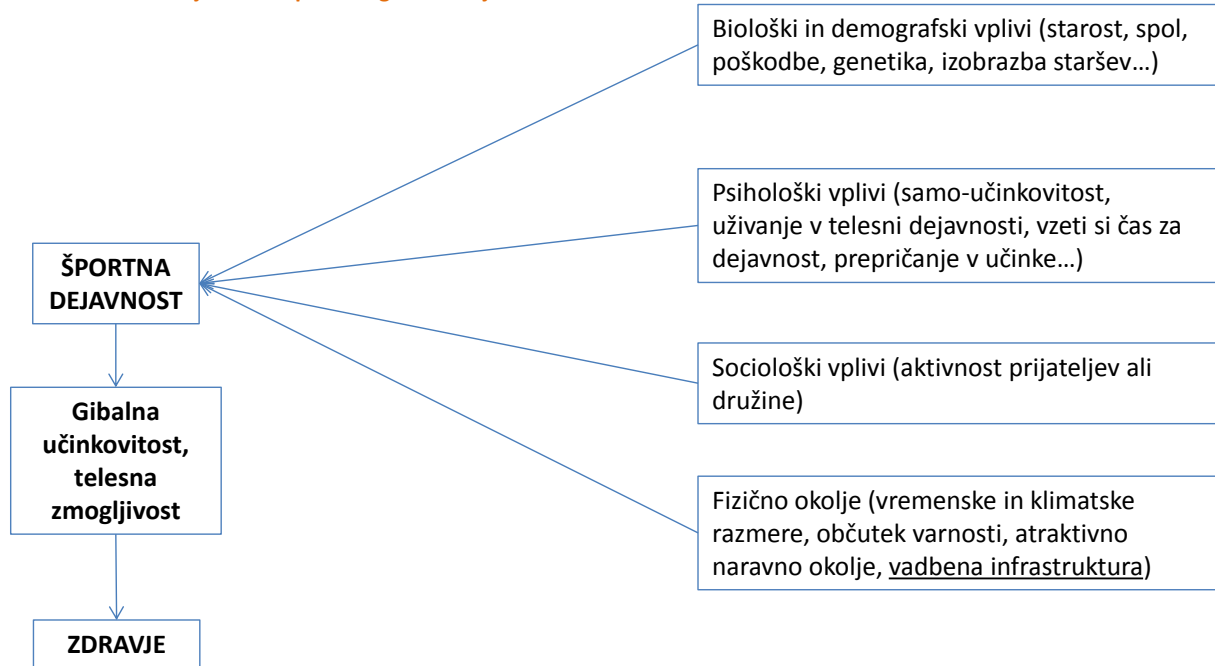 Biološki in demografski vplivi (starost, spol,
poškodbe, genetika, izobrazba staršev…)
Psihološki vplivi (samo-učinkovitost,
uživanje v telesni dejavnosti, vzeti si čas za
dejavnost, prepričanje v učinke…)
ŠPORTNA
DEJAVNOST
Sociološki vplivi (aktivnost prijateljev ali
družine)
Gibalna
učinkovitost,
telesna
zmogljivost
Fizično okolje (vremenske in klimatske
razmere, občutek varnosti, atraktivno
naravno okolje, vadbena infrastruktura)
ZDRAVJE